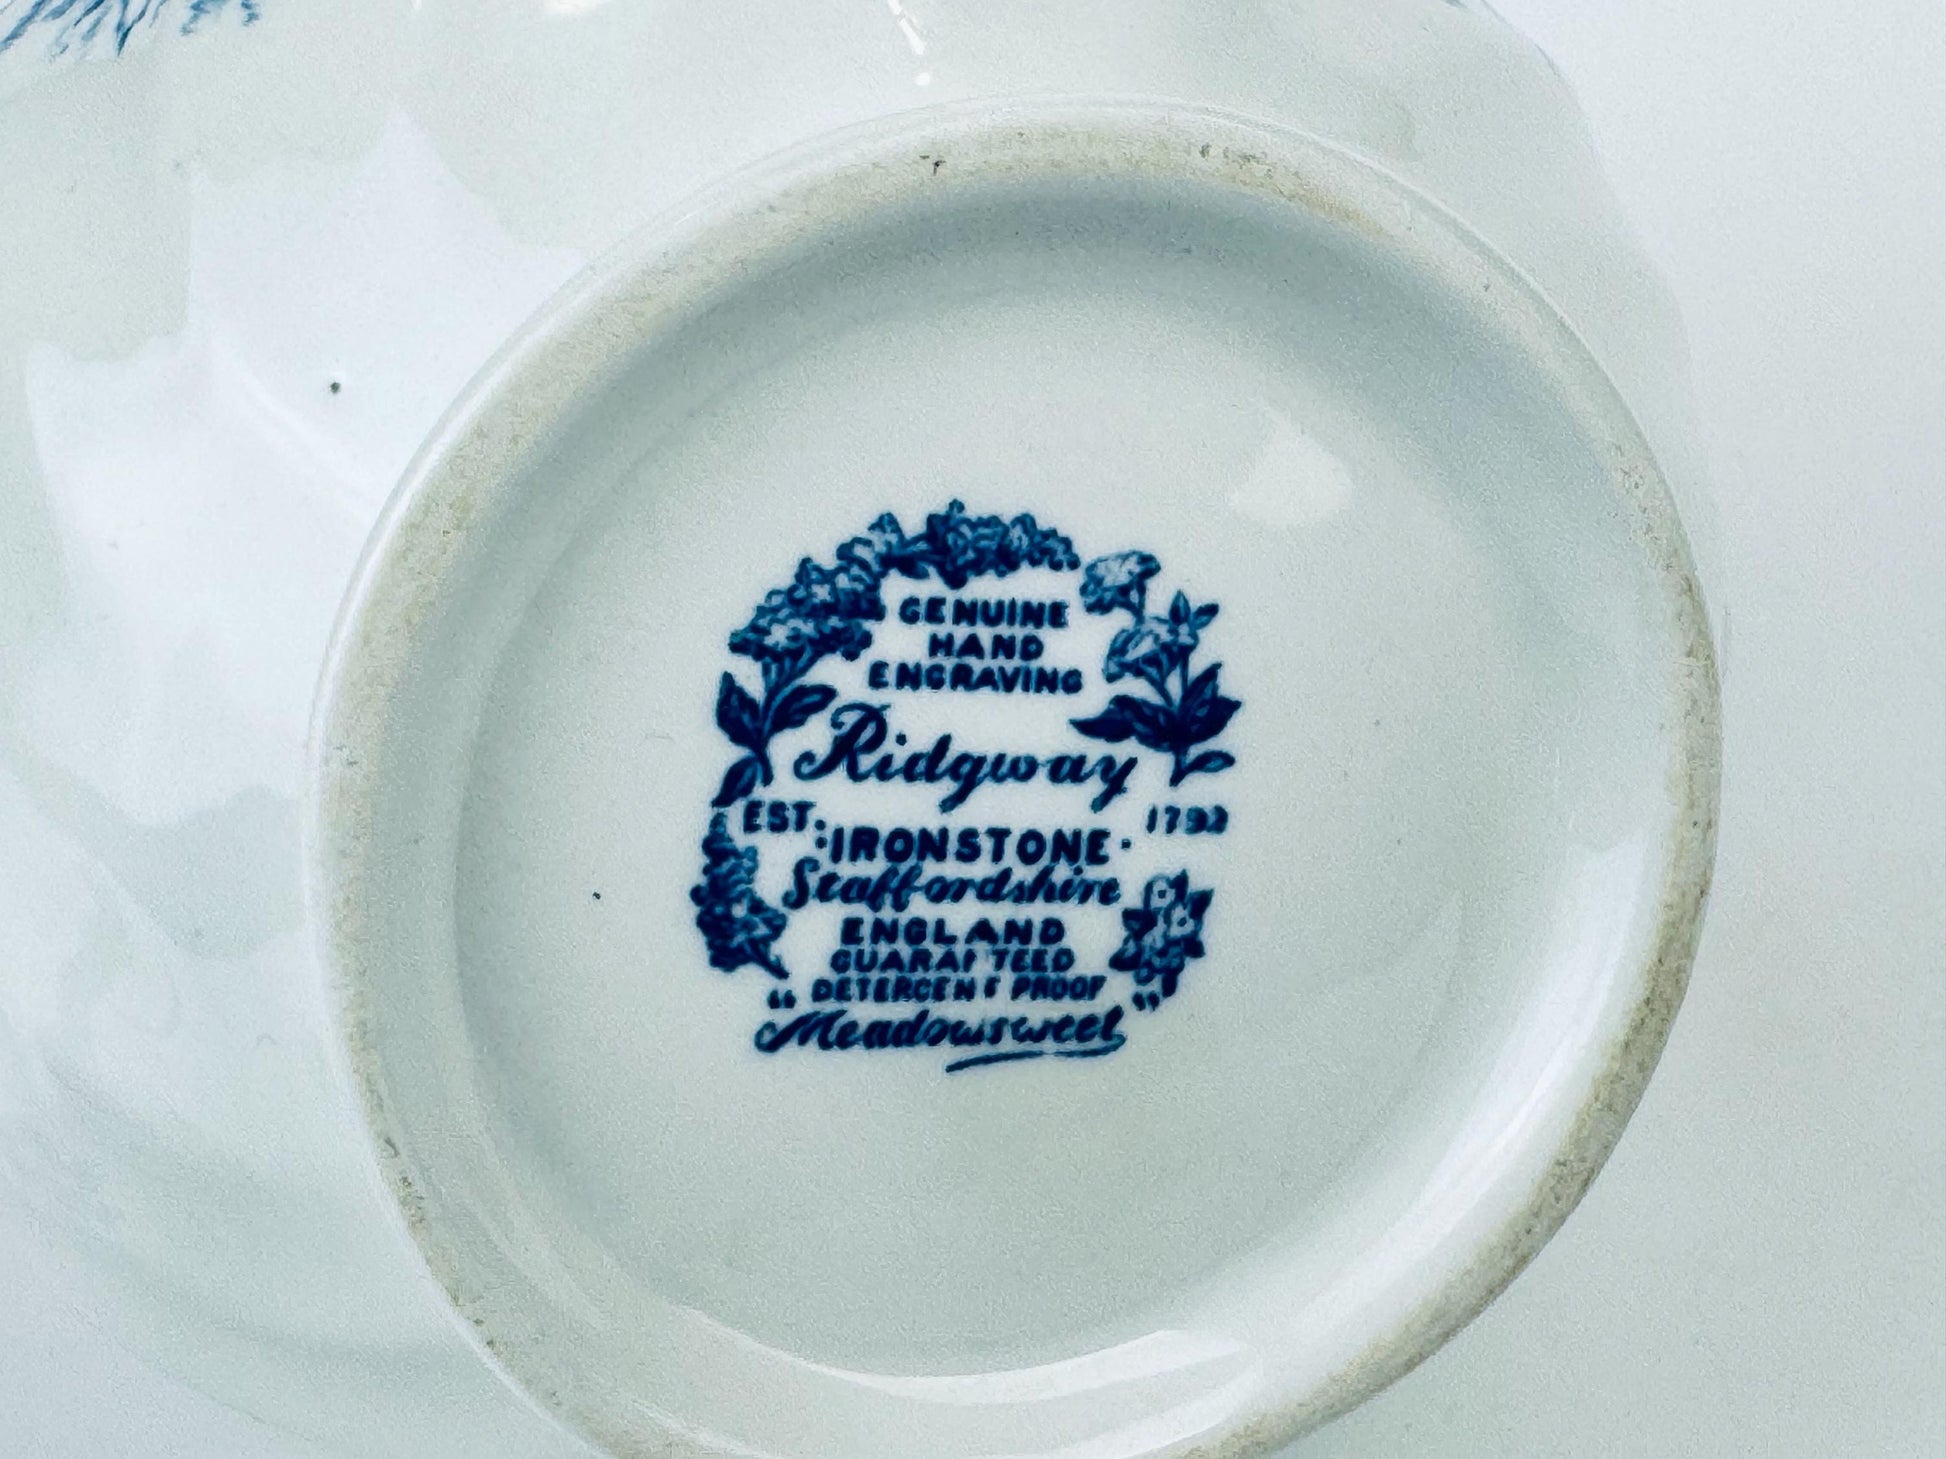 GENUINE
HAND
ENGRAVING
Ridgway
EST. 1792
·IRONSTONE·
Staffordshire
ENGLAND
GUARANTEED
DETERGENT PROOF
"Meadowsweet"